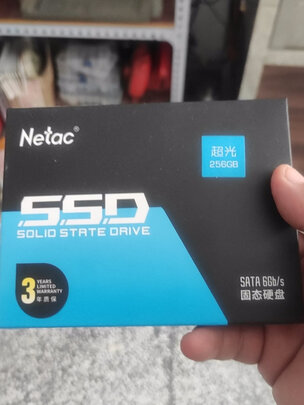 Netac®
超光
256GB
SSD
SOLID STATE DRIVE
3
YEARS
LIMITED
WARRANTY
年质保
SATA 6Gb/s
固态硬盘